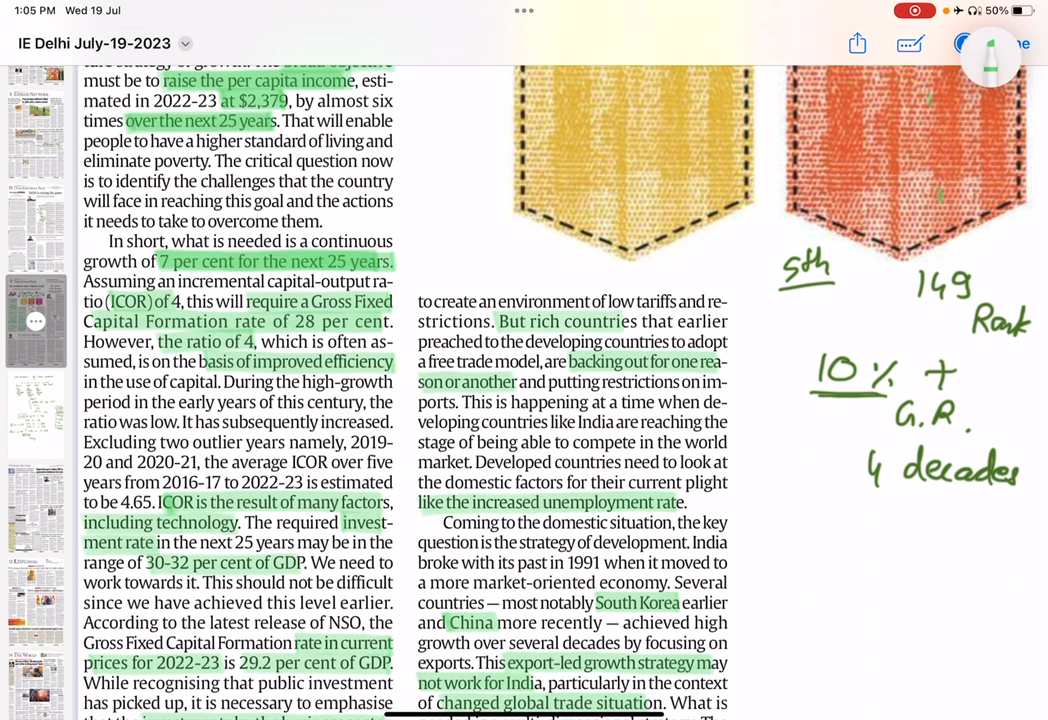 1:05 PM Wed 19 Jul
50%
IE Delhi July-19-2023
must be to raise the per capita income, esti-
mated in 2022-23 at $2,379, by almost six
times over the next 25 years. That will enable
people to have a higher standard of living and
eliminate poverty. The critical question now
is to identify the challenges that the country
will face in reaching this goal and the actions
it needs to take to overcome them.
In short, what is needed is a continuous
growth of 7 per cent for the next 25 years.
Assuming an incremental capital-output ra-
tio (ICOR) of 4, this will require a Gross Fixed
Capital Formation rate of 28 per cent.
However, the ratio of 4, which is often as-
sumed, is on the basis of improved efficiency
in the use of capital. During the high-growth
period in the early years of this century, the
ratio was low. It has subsequently increased.
Excluding two outlier years namely, 2019-
20 and 2020-21, the average ICOR over five
years from 2016-17 to 2022-23 is estimated
to be 4.65. ICOR is the result of many factors,
including technology. The required invest-
ment rate in the next 25 years may be in the
range of 30-32 per cent of GDP. We need to
work towards it. This should not be difficult
since we have achieved this level earlier.
According to the latest release of NSO, the
Gross Fixed Capital Formation rate in current
prices for 2022-23 is 29.2 per cent of GDP.
While recognising that public investment
has picked up, it is necessary to emphasise
to create an environment of low tariffs and re-
strictions. But rich countries that earlier
preached to the developing countries to adopt
a free trade model, are backing out for one rea-
son or another and putting restrictions on im-
ports. This is happening at a time when de-
veloping countries like India are reaching the
stage of being able to compete in the world
market. Developed countries need to look at
the domestic factors for their current plight
like the increased unemployment rate.
Coming to the domestic situation, the key
question is the strategy of development. India
broke with its past in 1991 when it moved to
a more market-oriented economy. Several
countries — most notably South Korea earlier
and China more recently — achieved high
growth over several decades by focusing on
exports. This export-led growth strategy may
not work for India, particularly in the context
of changed global trade situation. What is
5th
149
Rank
10 % +
G.R.
4 decades